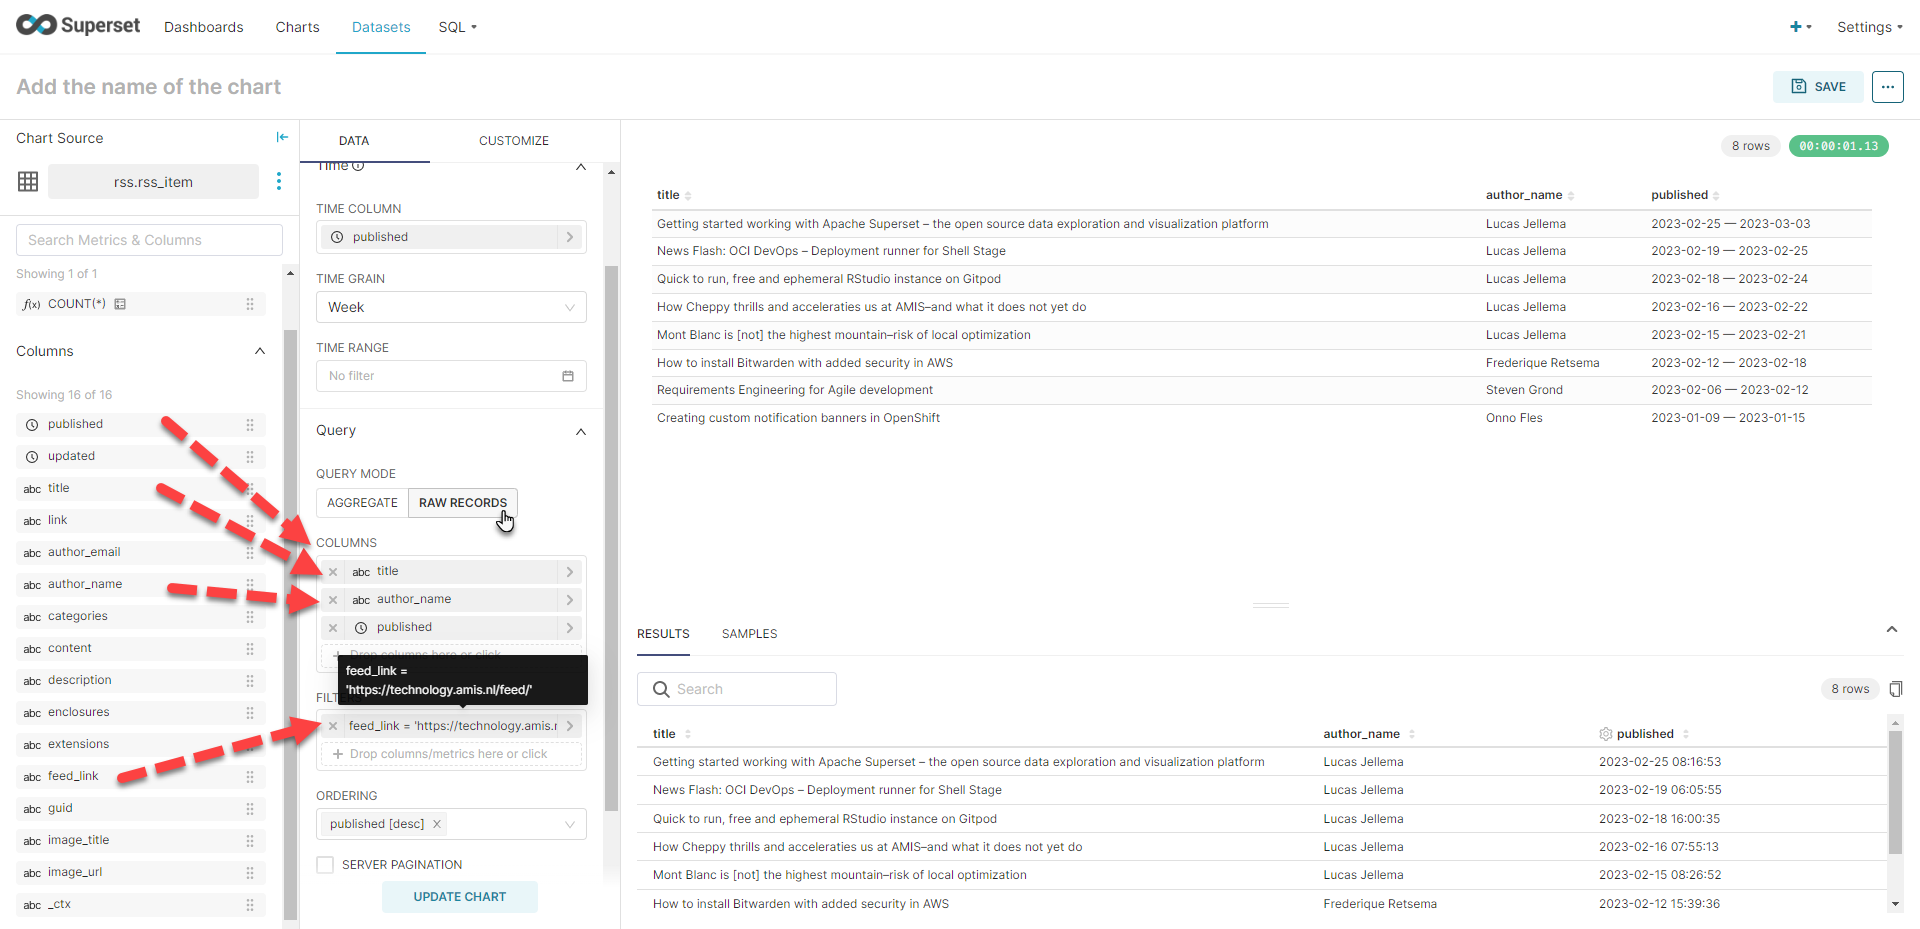 Superset
Dashboards
Charts
Datasets
SQL
Settings
Add the name of the chart
SAVE
Chart Source
rss.rss_item
Search Metrics & Columns
Showing 1 of 1
f(x) COUNT(*)
Columns
Showing 16 of 16
published
updated
abc title
abc link
abc author_email
abc author_name
abc categories
abc content
abc description
abc enclosures
abc extensions
abc feed_link
abc guid
abc image_title
abc image_url
abc _ctx
DATA
CUSTOMIZE
Time
TIME COLUMN
published
TIME GRAIN
Week
TIME RANGE
No filter
Query
QUERY MODE
AGGREGATE
RAW RECORDS
COLUMNS
abc title
abc author_name
published
Drop columns here or click
feed_link =
'https://technology.amis.nl/feed/'
feed_link = 'https://technology.amis.r
+ Drop columns/metrics here or click
ORDERING
published [desc]
SERVER PAGINATION
UPDATE CHART
8 rows
00:00:01.13
title author_name published
Getting started working with Apache Superset – the open source data exploration and visualization platform Lucas Jellema 2023-02-25 — 2023-03-03
News Flash: OCI DevOps – Deployment runner for Shell Stage Lucas Jellema 2023-02-19 — 2023-02-25
Quick to run, free and ephemeral RStudio instance on Gitpod Lucas Jellema 2023-02-18 — 2023-02-24
How Cheppy thrills and acceleraties us at AMIS–and what it does not yet do Lucas Jellema 2023-02-16 — 2023-02-22
Mont Blanc is [not] the highest mountain–risk of local optimization Lucas Jellema 2023-02-15 — 2023-02-21
How to install Bitwarden with added security in AWS Frederique Retsema 2023-02-12 — 2023-02-18
Requirements Engineering for Agile development Steven Grond 2023-02-06 — 2023-02-12
Creating custom notification banners in OpenShift Onno Fles 2023-01-09 — 2023-01-15
RESULTS
SAMPLES
Search
8 rows
title author_name published
Getting started working with Apache Superset – the open source data exploration and visualization platform Lucas Jellema 2023-02-25 08:16:53
News Flash: OCI DevOps – Deployment runner for Shell Stage Lucas Jellema 2023-02-19 06:05:55
Quick to run, free and ephemeral RStudio instance on Gitpod Lucas Jellema 2023-02-18 16:00:35
How Cheppy thrills and acceleraties us at AMIS–and what it does not yet do Lucas Jellema 2023-02-16 07:55:13
Mont Blanc is [not] the highest mountain–risk of local optimization Lucas Jellema 2023-02-15 08:26:52
How to install Bitwarden with added security in AWS Frederique Retsema 2023-02-12 15:39:36